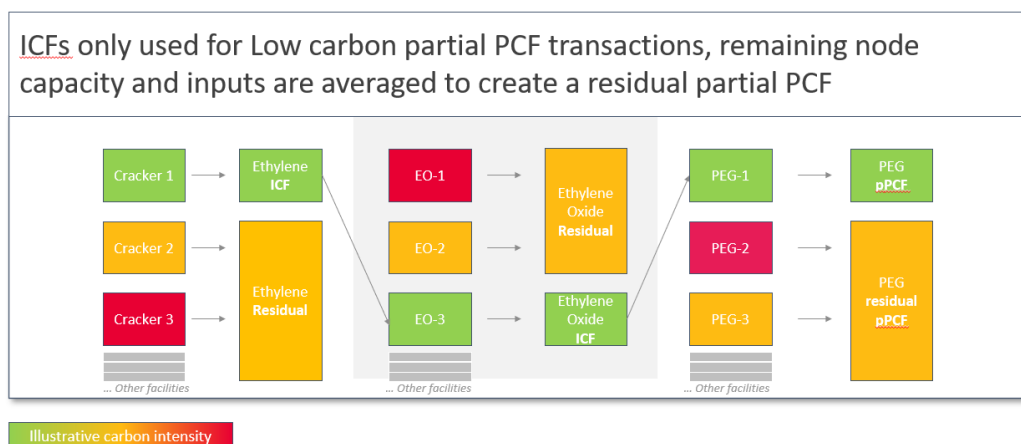 ICFs only used for Low carbon partial PCF transactions, remaining node
capacity and inputs are averaged to create a residual partial PCF
Cracker 1
Ethylene
ICF
EO-1
Ethylene
Oxide
Residual
PEG-1
PEG
pPCF
Cracker 2
Ethylene
Residual
EO-2
PEG-2
PEG
residual
pPCF
Cracker 3
EO-3
Ethylene
Oxide
ICF
PEG-3
... Other facilities
... Other facilities
... Other facilities
Illustrative carbon intensity